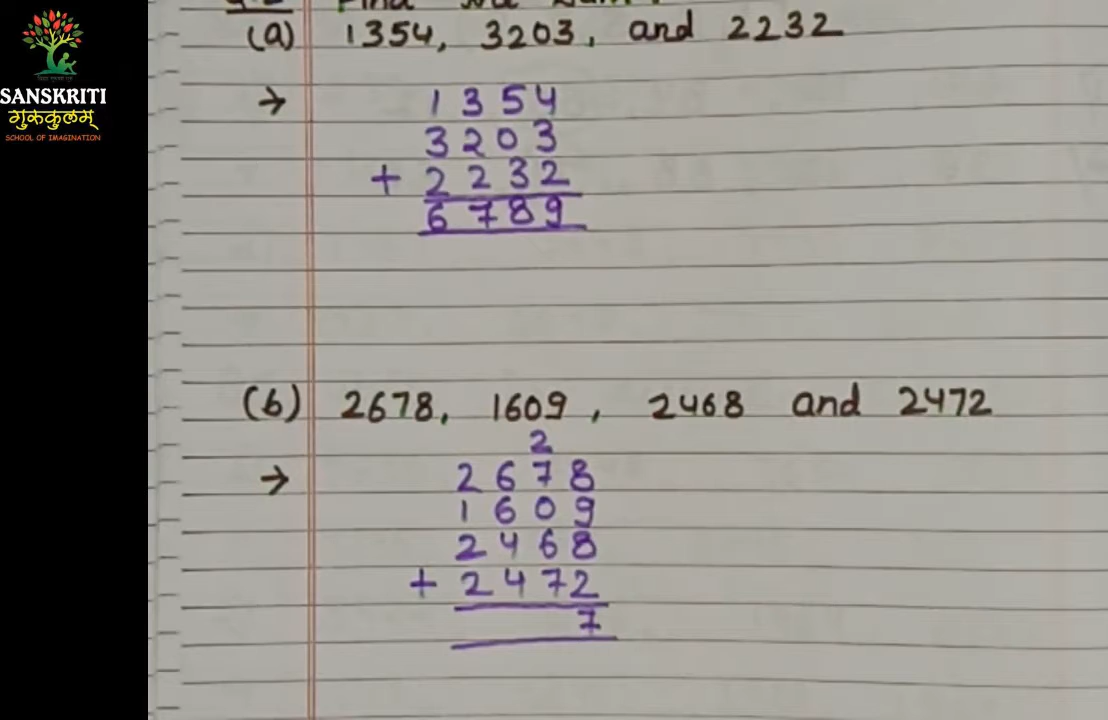 Find
(a) 1354, 3203, and 2232
SANSKRITI
गुरुकुलम्
SCHOOL OF IMAGINATION
→ 1354
3203
+ 2232
6789
(b) 2678, 1609, 2468 and 2472
2
→ 2678
1609
2468
+ 2472
7